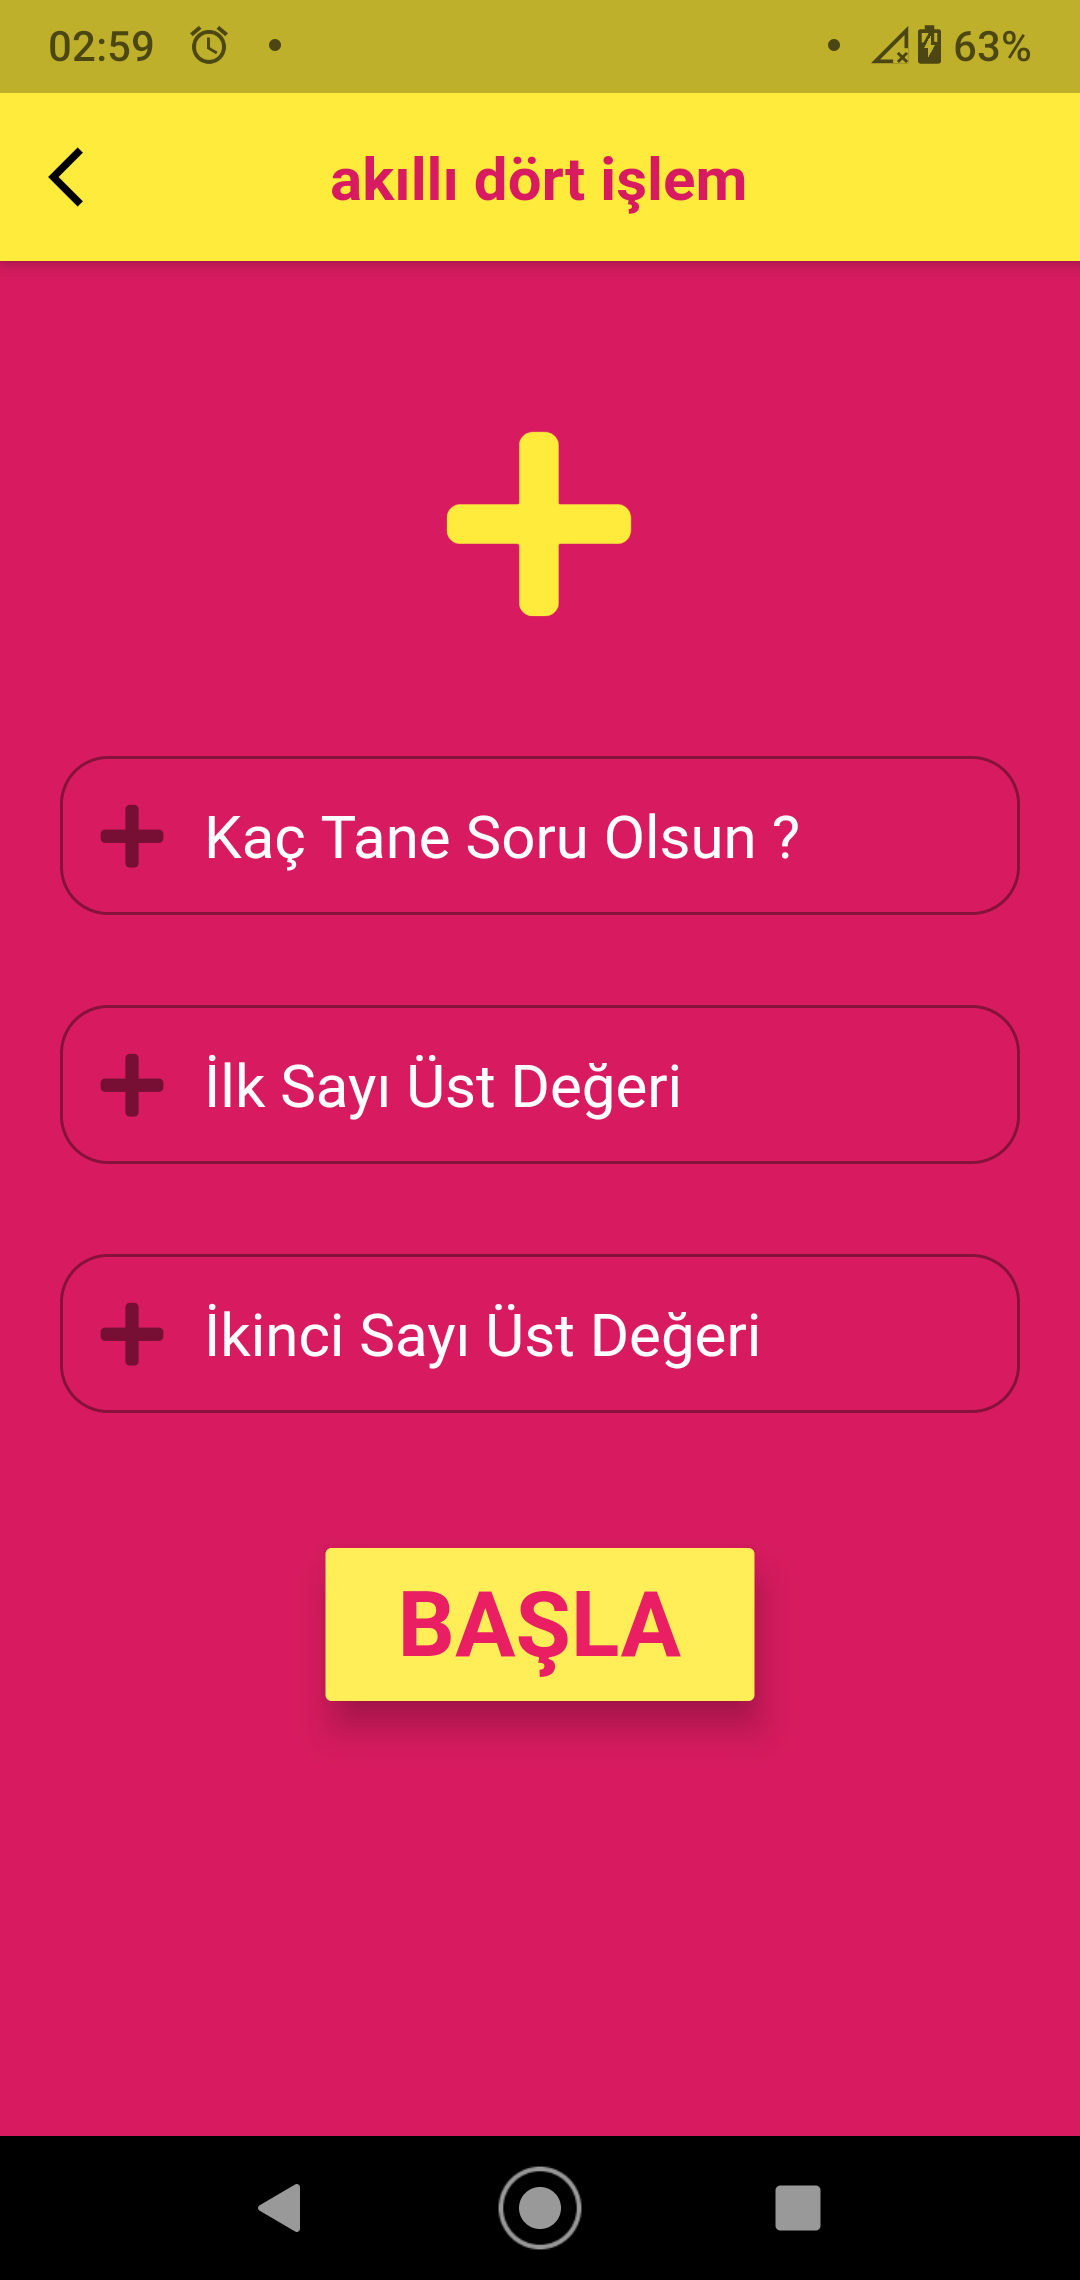 02:59 63%
akıllı dört işlem
Kaç Tane Soru Olsun ?
İlk Sayı Üst Değeri
İkinci Sayı Üst Değeri
BAŞLA